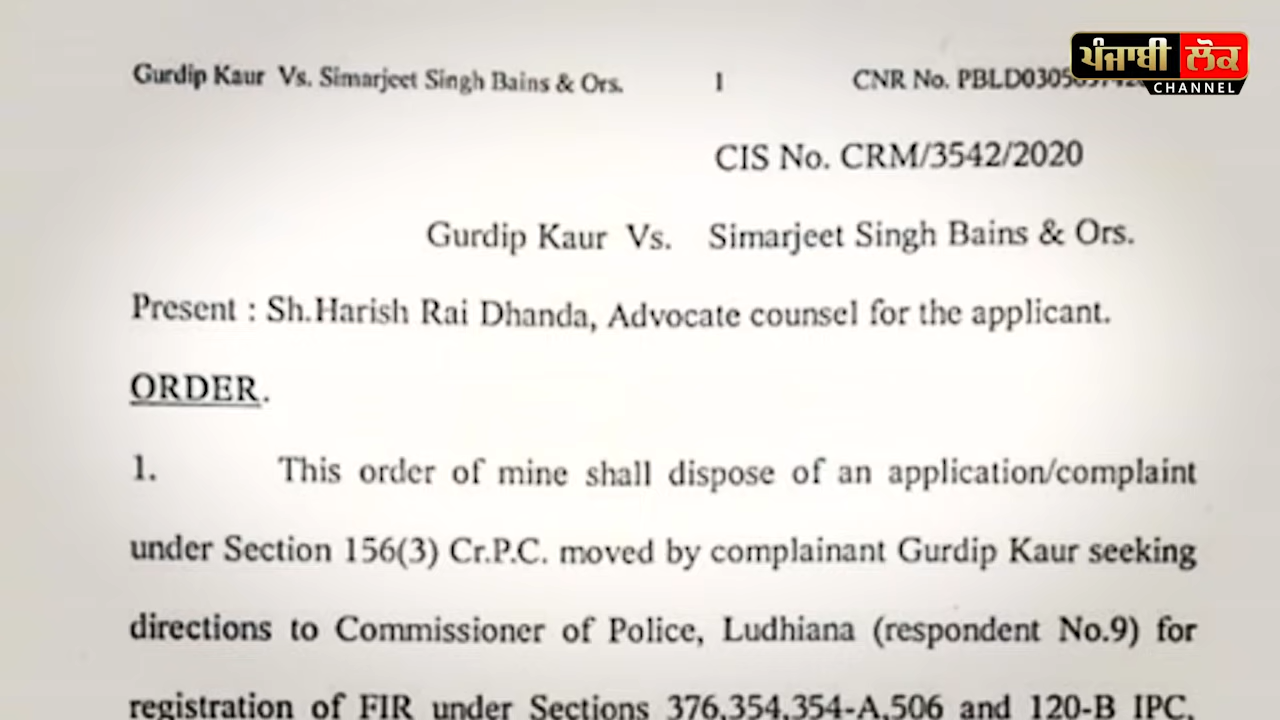 Gurdip Kaur Vs. Simarjeet Singh Bains & Ors. 1 CNR No.
ਪੰਜਾਬੀ ਲੋਕ
CHANNEL
CIS No. CRM/3542/2020
Gurdip Kaur Vs. Simarjeet Singh Bains & Ors.
Present : Sh.Harish Rai Dhanda, Advocate counsel for the applicant.
ORDER.
1. This order of mine shall dispose of an application/complaint
under Section 156(3) Cr.P.C. moved by complainant Gurdip Kaur seeking
directions to Commissioner of Police, Ludhiana (respondent No.9) for
registration of FIR under Sections 376,354,354-A,506 and 120-B IPC,